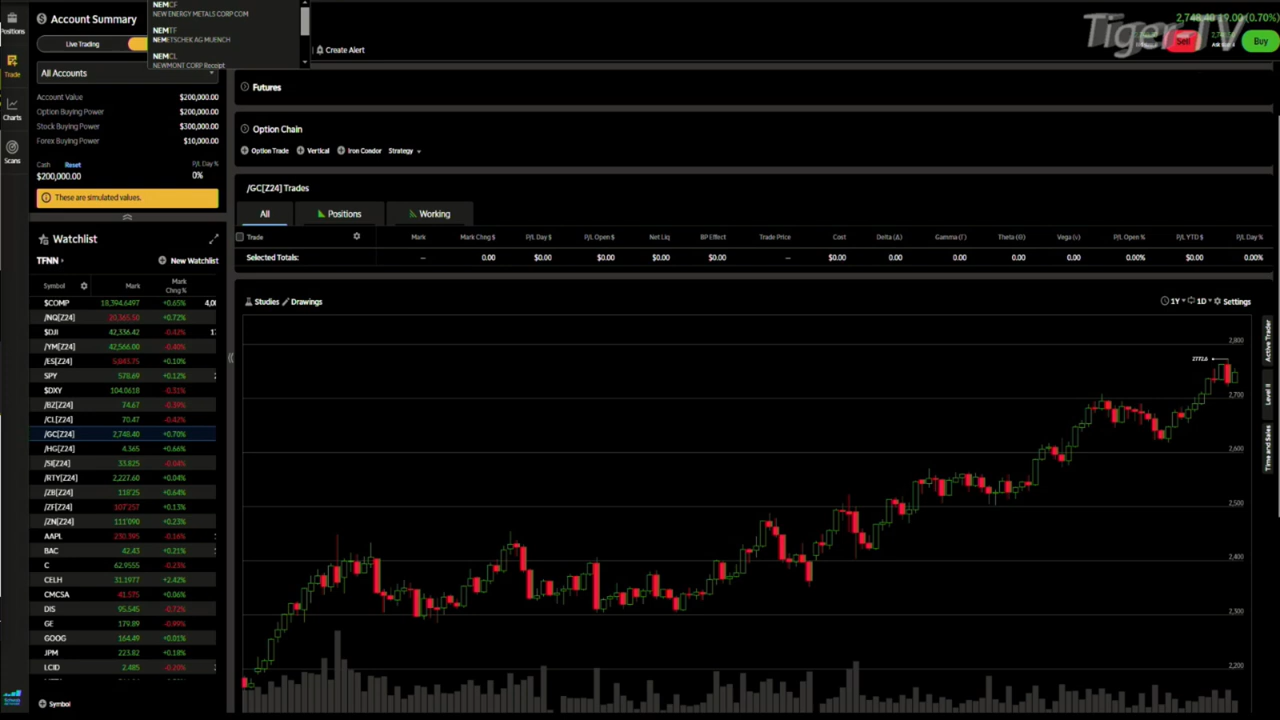 NEMCF
NEW ENERGY METALS CORP COM
NEMTF
NEMETSCHEK AG MUENCH
NEMCL
NEWMONT CORP Receipt
Create Alert
Tiger TV
2,748.40 19.00 (0.70%)
Sell
Buy
Positions
Trade
Charts
Scans
Account Summary
Live Trading
All Accounts
Account Value $200,000.00
Option Buying Power $200,000.00
Stock Buying Power $300,000.00
Forex Buying Power $10,000.00
Cash Reset P/L Day %
$200,000.00 0%
These are simulated values.
Watchlist
TFNN New Watchlist
Symbol Mark Mark Chng %
$COMP 18,394.6497 +0.65%
/NQ[Z24] 20,365.50 +0.72%
$DJI 42,336.42 -0.42%
/YM[Z24] 42,566.00 -0.40%
/ES[Z24] +0.10%
SPY 578.69 +0.12%
$DXY 104.0618 -0.31%
/BZ[Z24] 74.67 -0.39%
/CL[Z24] 70.47 -0.42%
/GC[Z24] 2,748.40 +0.70%
/HG[Z24] 4.365 +0.66%
/SI[Z24] 33.825 -0.04%
/RTY[Z24] 2,227.60 +0.04%
/ZB[Z24] 118'25 +0.64%
/ZF[Z24] 107'257 +0.13%
/ZN[Z24] 111'090 +0.23%
AAPL 230.395 -0.16%
BAC 42.43 +0.21%
C 62.9555 -0.23%
CELH 31.1977 +2.42%
CMCSA 41.575 +0.06%
DIS 95.545 -0.72%
GE 179.89 -0.99%
GOOG 164.49 +0.01%
JPM 223.82 +0.18%
LCID 2.485 -0.20%
Symbol
Futures
Option Chain
Option Trade Vertical Iron Condor Strategy
/GC[Z24] Trades
All Positions Working
Trade Mark Mark Chng $ P/L Day $ P/L Open $ Net Liq BP Effect Trade Price Cost Delta (Δ) Gamma (Γ) Theta (Θ) Vega (ν) P/L Open % P/L YTD $ P/L Day %
Selected Totals: -- 0.00 $0.00 $0.00 $0.00 $0.00 -- $0.00 0.00 0.00 0.00 0.00 0.00% $0.00 0.00%
Studies Drawings 1Y 1D Settings
2,800
2772.6
2,700
2,600
2,500
2,400
2,300
2,200
Active Trader
Level II
Time and Sales